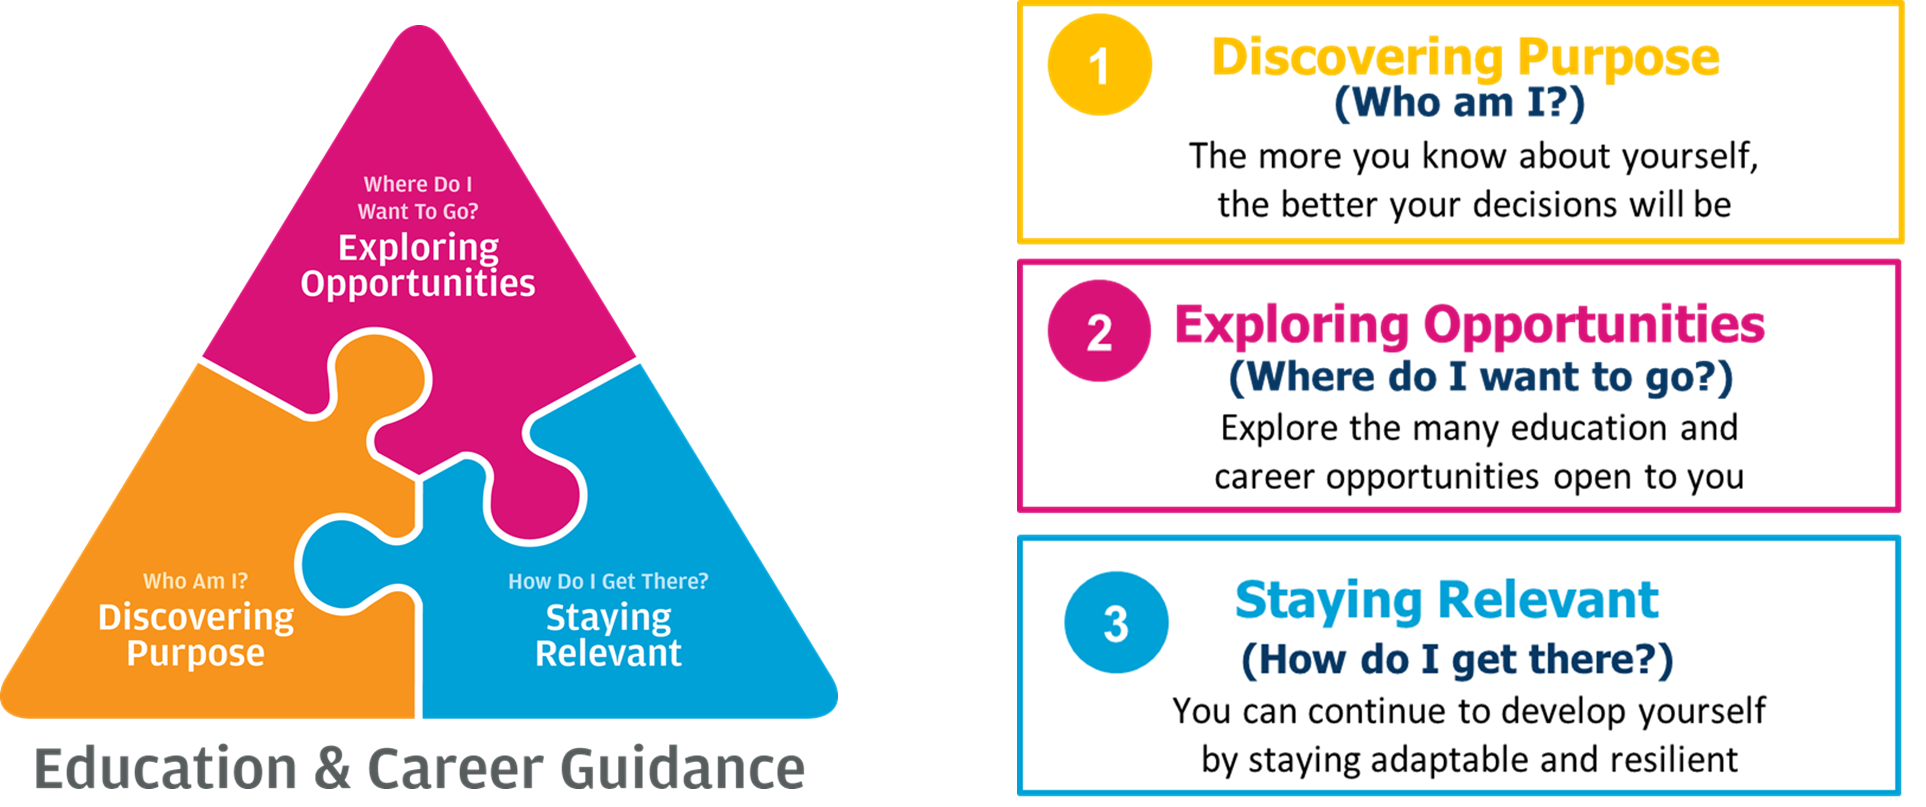 Where Do I
Want To Go?
Exploring
Opportunities
Who Am I?
Discovering
Purpose
How Do I Get There?
Staying
Relevant
Education & Career Guidance
1
Discovering Purpose
(Who am I?)
The more you know about yourself,
the better your decisions will be
2
Exploring Opportunities
(Where do I want to go?)
Explore the many education and
career opportunities open to you
3
Staying Relevant
(How do I get there?)
You can continue to develop yourself
by staying adaptable and resilient